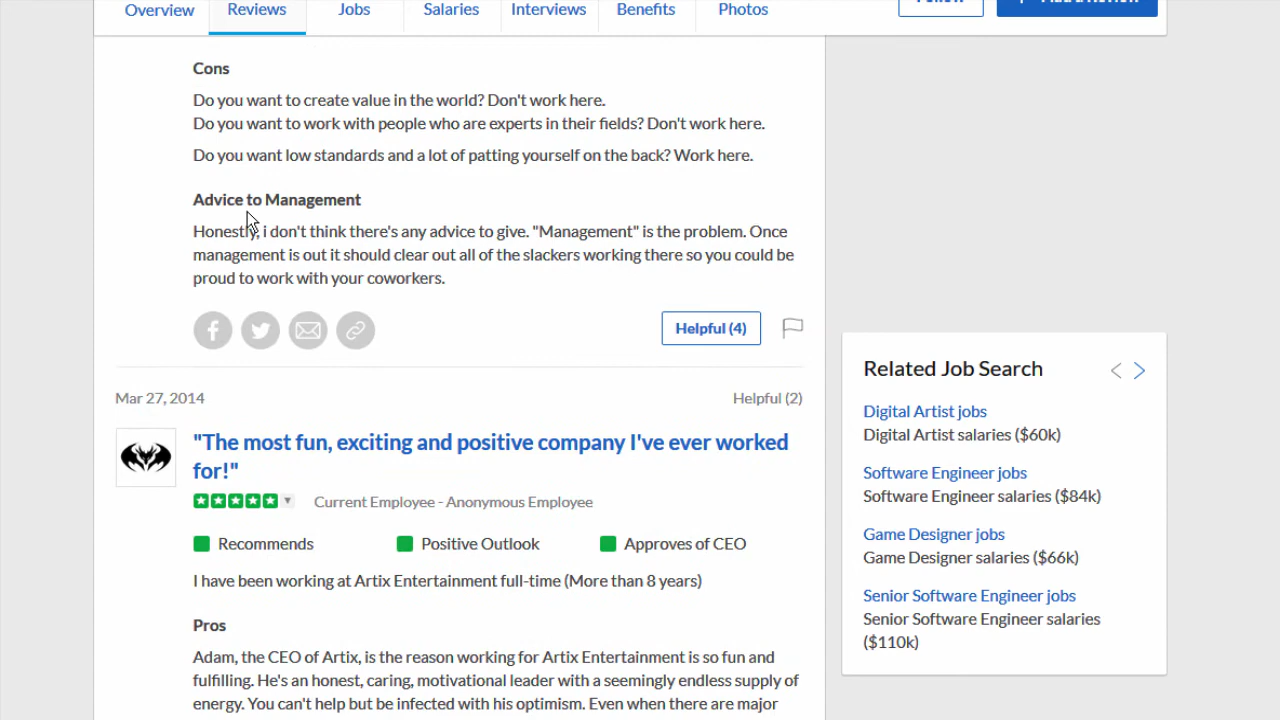 Overview Reviews Jobs Salaries Interviews Benefits Photos
Cons
Do you want to create value in the world? Don't work here.
Do you want to work with people who are experts in their fields? Don't work here.
Do you want low standards and a lot of patting yourself on the back? Work here.
Advice to Management
Honestly, i don't think there's any advice to give. "Management" is the problem. Once
management is out it should clear out all of the slackers working there so you could be
proud to work with your coworkers.
Helpful (4)
Mar 27, 2014 Helpful (2)
"The most fun, exciting and positive company I've ever worked
for!"
Current Employee - Anonymous Employee
Recommends Positive Outlook Approves of CEO
I have been working at Artix Entertainment full-time (More than 8 years)
Pros
Adam, the CEO of Artix, is the reason working for Artix Entertainment is so fun and
fulfilling. He's an honest, caring, motivational leader with a seemingly endless supply of
energy. You can't help but be infected with his optimism. Even when there are major
Related Job Search
Digital Artist jobs
Digital Artist salaries ($60k)
Software Engineer jobs
Software Engineer salaries ($84k)
Game Designer jobs
Game Designer salaries ($66k)
Senior Software Engineer jobs
Senior Software Engineer salaries
($110k)